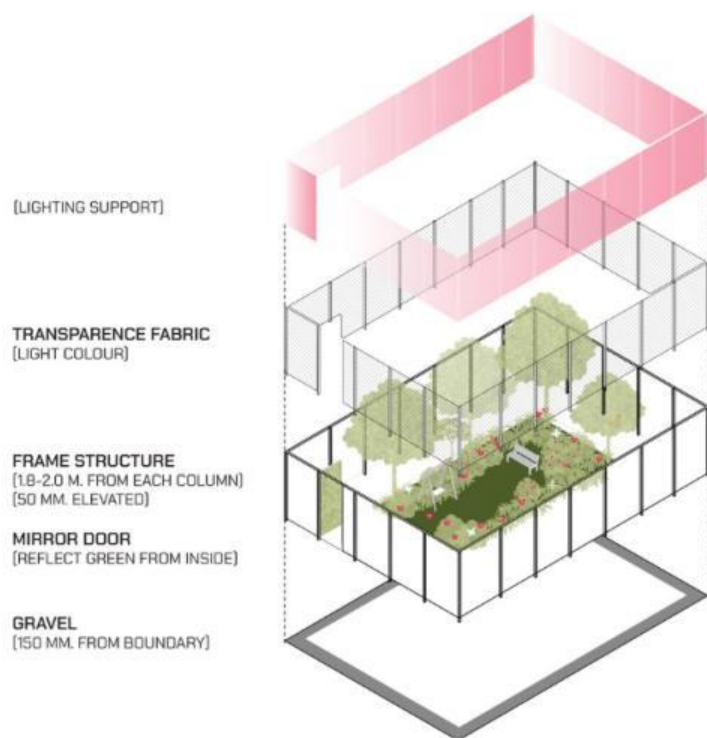 (LIGHTING SUPPORT)
TRANSPARENCE FABRIC
(LIGHT COLOUR)
FRAME STRUCTURE
(1.8-2.0 M. FROM EACH COLUMN)
(50 MM. ELEVATED)
MIRROR DOOR
(REFLECT GREEN FROM INSIDE)
GRAVEL
(150 MM. FROM BOUNDARY)